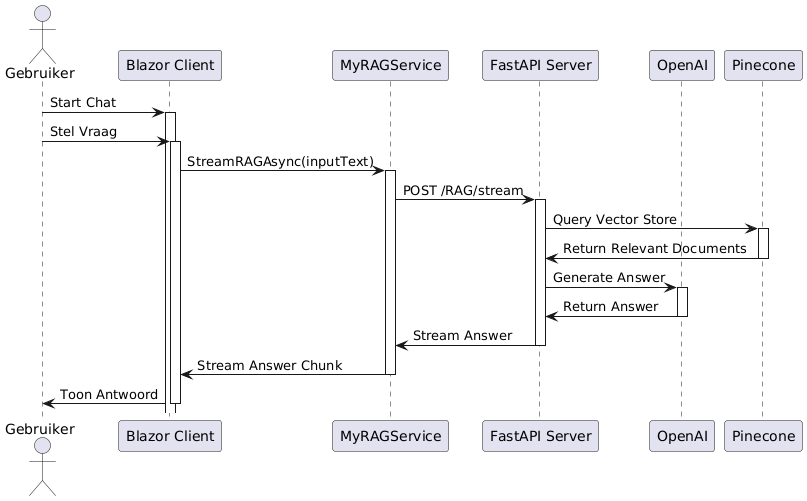 Gebruiker
Blazor Client
MyRAGService
FastAPI Server
OpenAI
Pinecone
Start Chat
Stel Vraag
StreamRAGAsync(inputText)
POST /RAG/stream
Query Vector Store
Return Relevant Documents
Generate Answer
Return Answer
Stream Answer
Stream Answer Chunk
Toon Antwoord
Gebruiker
Blazor Client
MyRAGService
FastAPI Server
OpenAI
Pinecone